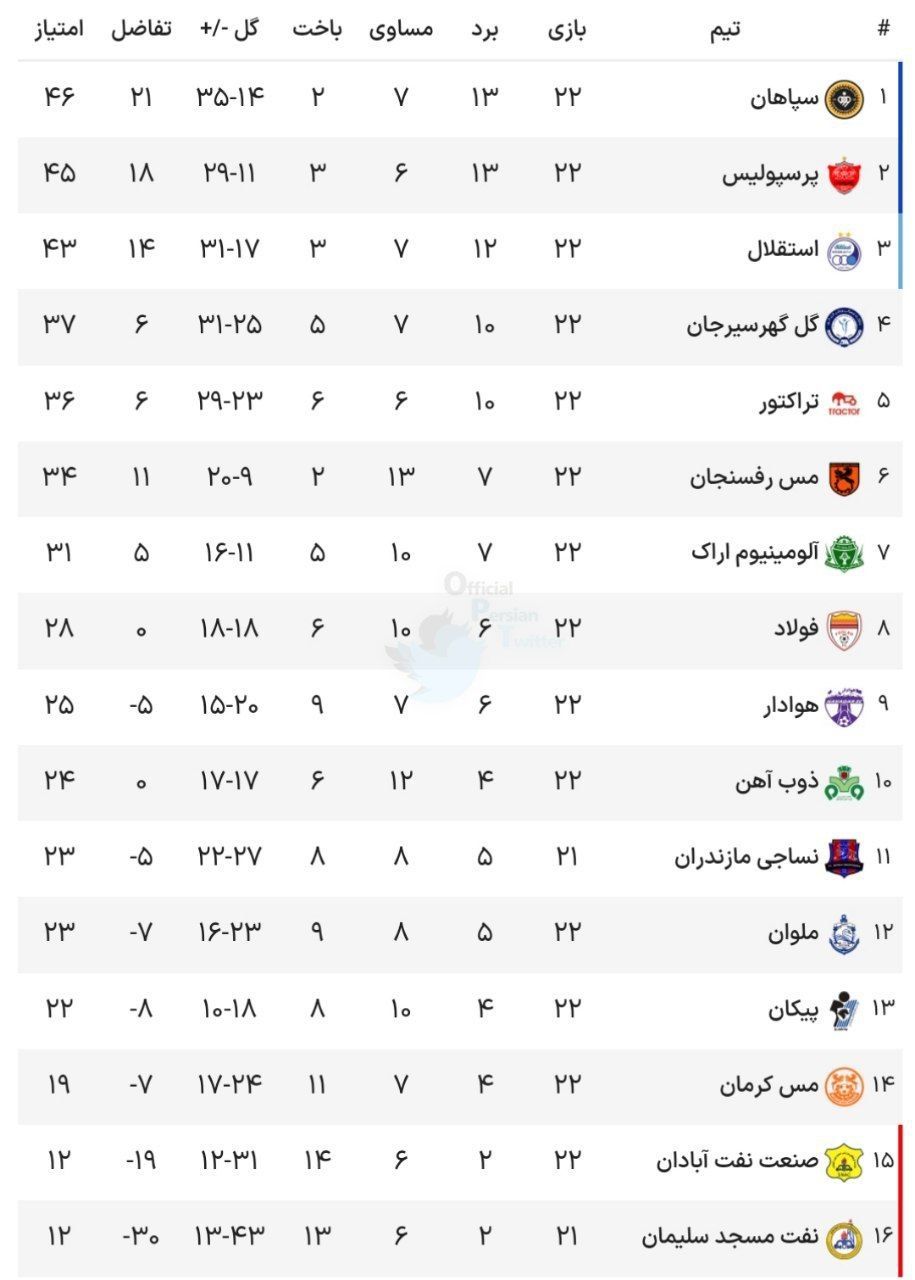 # تیم بازی برد مساوی باخت گل -/+ تفاضل امتیاز
۱ سپاهان ۲۲ ۱۳ ۷ ۲ ۳۵-۱۴ ۲۱ ۴۶
۲ پرسپولیس ۲۲ ۱۳ ۶ ۳ ۲۹-۱۱ ۱۸ ۴۵
۳ استقلال ۲۲ ۱۲ ۷ ۳ ۳۱-۱۷ ۱۴ ۴۳
۴ گل گهرسیرجان ۲۲ ۱۰ ۷ ۵ ۳۱-۲۵ ۶ ۳۷
۵ TRACTOR تراکتور ۲۲ ۱۰ ۶ ۶ ۲۹-۲۳ ۶ ۳۶
۶ مس رفسنجان ۲۲ ۷ ۱۳ ۲ ۲۰-۹ ۱۱ ۳۴
۷ آلومینیوم اراک ۲۲ ۷ ۱۰ ۵ ۱۶-۱۱ ۵ ۳۱
Official
Persian
Twitter
۸ فولاد ۲۲ ۶ ۱۰ ۶ ۱۸-۱۸ ۰ ۲۸
۹ هوادار ۲۲ ۶ ۷ ۹ ۱۵-۲۰ -۵ ۲۵
۱۰ ذوب آهن ۲۲ ۴ ۱۲ ۶ ۱۷-۱۷ ۰ ۲۴
۱۱ نساجی مازندران ۲۱ ۵ ۸ ۸ ۲۲-۲۷ -۵ ۲۳
۱۲ ملوان ۲۲ ۵ ۸ ۹ ۱۶-۲۳ -۷ ۲۳
۱۳ پیکان ۲۲ ۴ ۱۰ ۸ ۱۰-۱۸ -۸ ۲۲
۱۴ مس کرمان ۲۲ ۴ ۷ ۱۱ ۱۷-۲۴ -۷ ۱۹
۱۵ صنعت نفت آبادان ۲۲ ۲ ۶ ۱۴ ۱۲-۳۱ -۱۹ ۱۲
۱۶ نفت مسجد سلیمان ۲۱ ۲ ۶ ۱۳ ۱۳-۴۳ -۳۰ ۱۲